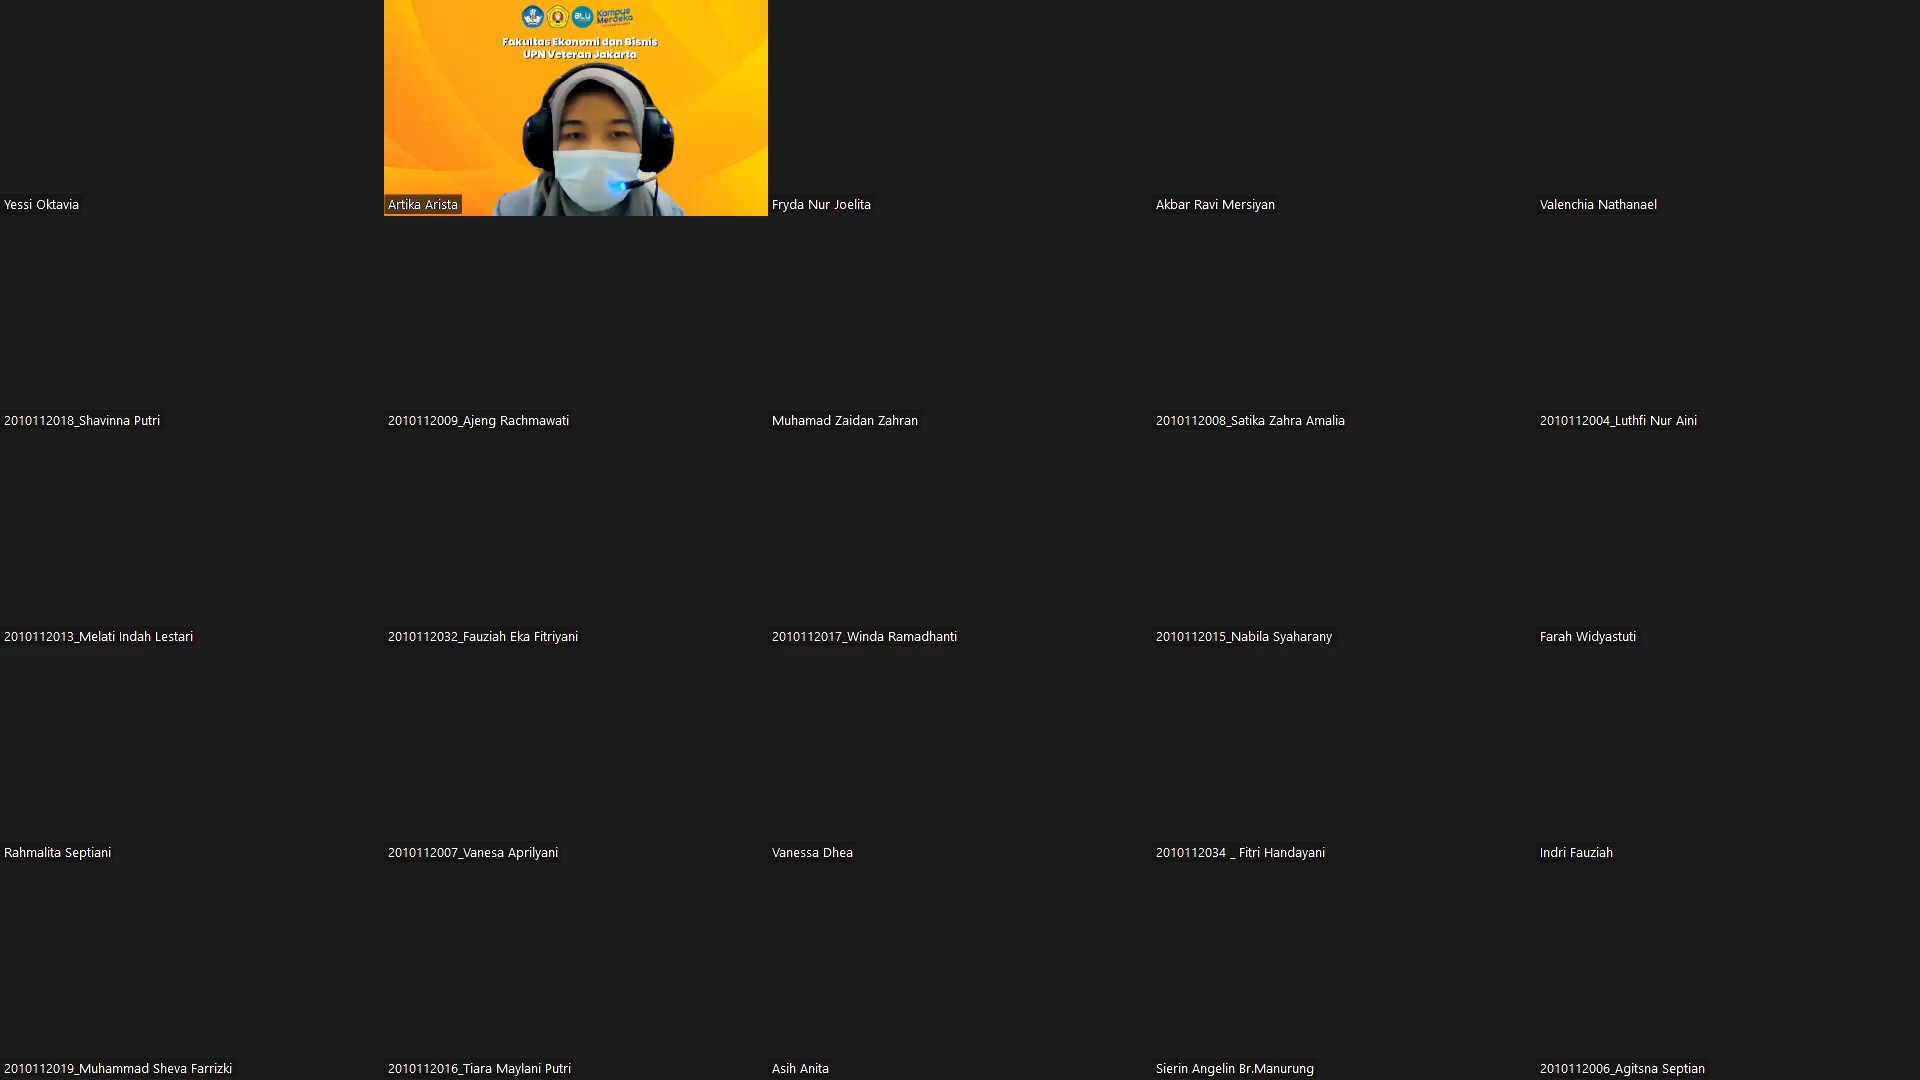 BLU
Kampus
Merdeka
Fakultas Ekonomi dan Bisnis
UPN Veteran Jakarta
Yessi Oktavia
Artika Arista
Fryda Nur Joelita
Akbar Ravi Mersiyan
Valenchia Nathanael
2010112018_Shavinna Putri
2010112009_Ajeng Rachmawati
Muhamad Zaidan Zahran
2010112008_Satika Zahra Amalia
2010112004_Luthfi Nur Aini
2010112013_Melati Indah Lestari
2010112032_Fauziah Eka Fitriyani
2010112017_Winda Ramadhanti
2010112015_Nabila Syaharany
Farah Widyastuti
Rahmalita Septiani
2010112007_Vanesa Aprilyani
Vanessa Dhea
2010112034 _ Fitri Handayani
Indri Fauziah
2010112019_Muhammad Sheva Farrizki
2010112016_Tiara Maylani Putri
Asih Anita
Sierin Angelin Br.Manurung
2010112006_Agitsna Septian